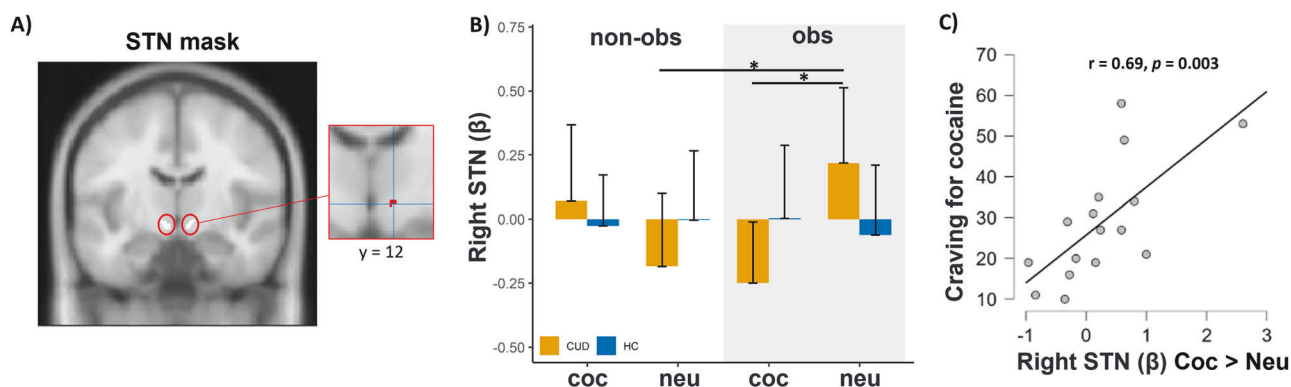 A)
STN mask
y = 12
B)
Right STN (β)
0.75
0.50
0.25
0.00
-0.25
-0.50
non-obs
obs
*
*
CUD
HC
coc
neu
coc
neu
C)
Craving for cocaine
70
60
50
40
30
20
10
r = 0.69, p = 0.003
-1
0
1
2
3
Right STN (β) Coc > Neu